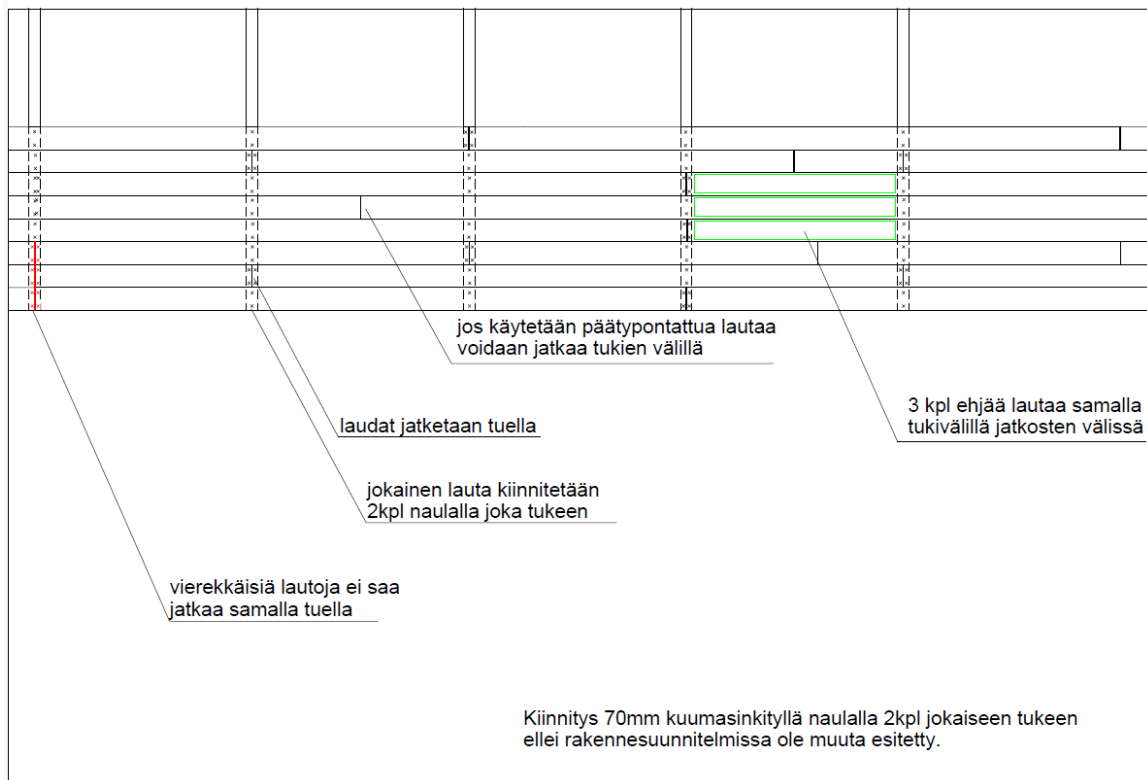 jos käytetään päätypontattua lautaa
voidaan jatkaa tukien välillä
3 kpl ehjää lautaa samalla
tukivälillä jatkosten välissä
laudat jatketaan tuella
jokainen lauta kiinnitetään
2kpl naulalla joka tukeen
vierekkäisiä lautoja ei saa
jatkaa samalla tuella
Kiinnitys 70mm kuumasinkityllä naulalla 2kpl jokaiseen tukeen
ellei rakennesuunnitelmissa ole muuta esitetty.